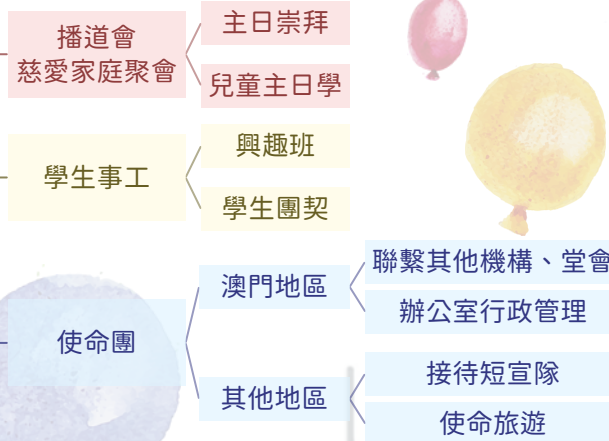 播道會
慈愛家庭聚會
主日崇拜
兒童主日學
學生事工
興趣班
學生團契
使命團
澳門地區
聯繫其他機構、堂會
辦公室行政管理
其他地區
接待短宣隊
使命旅遊